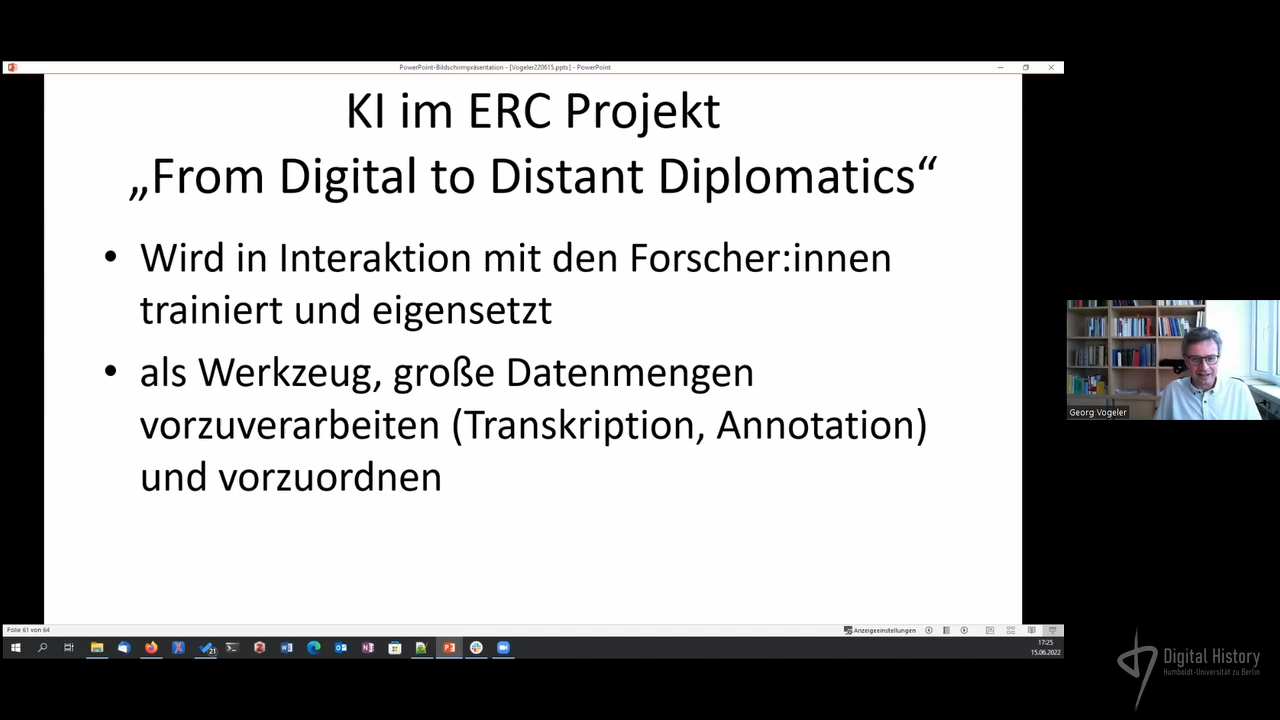 PowerPoint-Bildschirmpräsentation - [Vogeler220615.pptx] - PowerPoint
KI im ERC Projekt
„From Digital to Distant Diplomatics“
• Wird in Interaktion mit den Forscher:innen
trainiert und eigensetzt
• als Werkzeug, große Datenmengen
vorzuverarbeiten (Transkription, Annotation)
und vorzuordnen
Georg Vogeler
Folie 61 von 64
Anzeigeeinstellungen
21
17:25
15.06.2022
Digital History
Humboldt-Universität zu Berlin